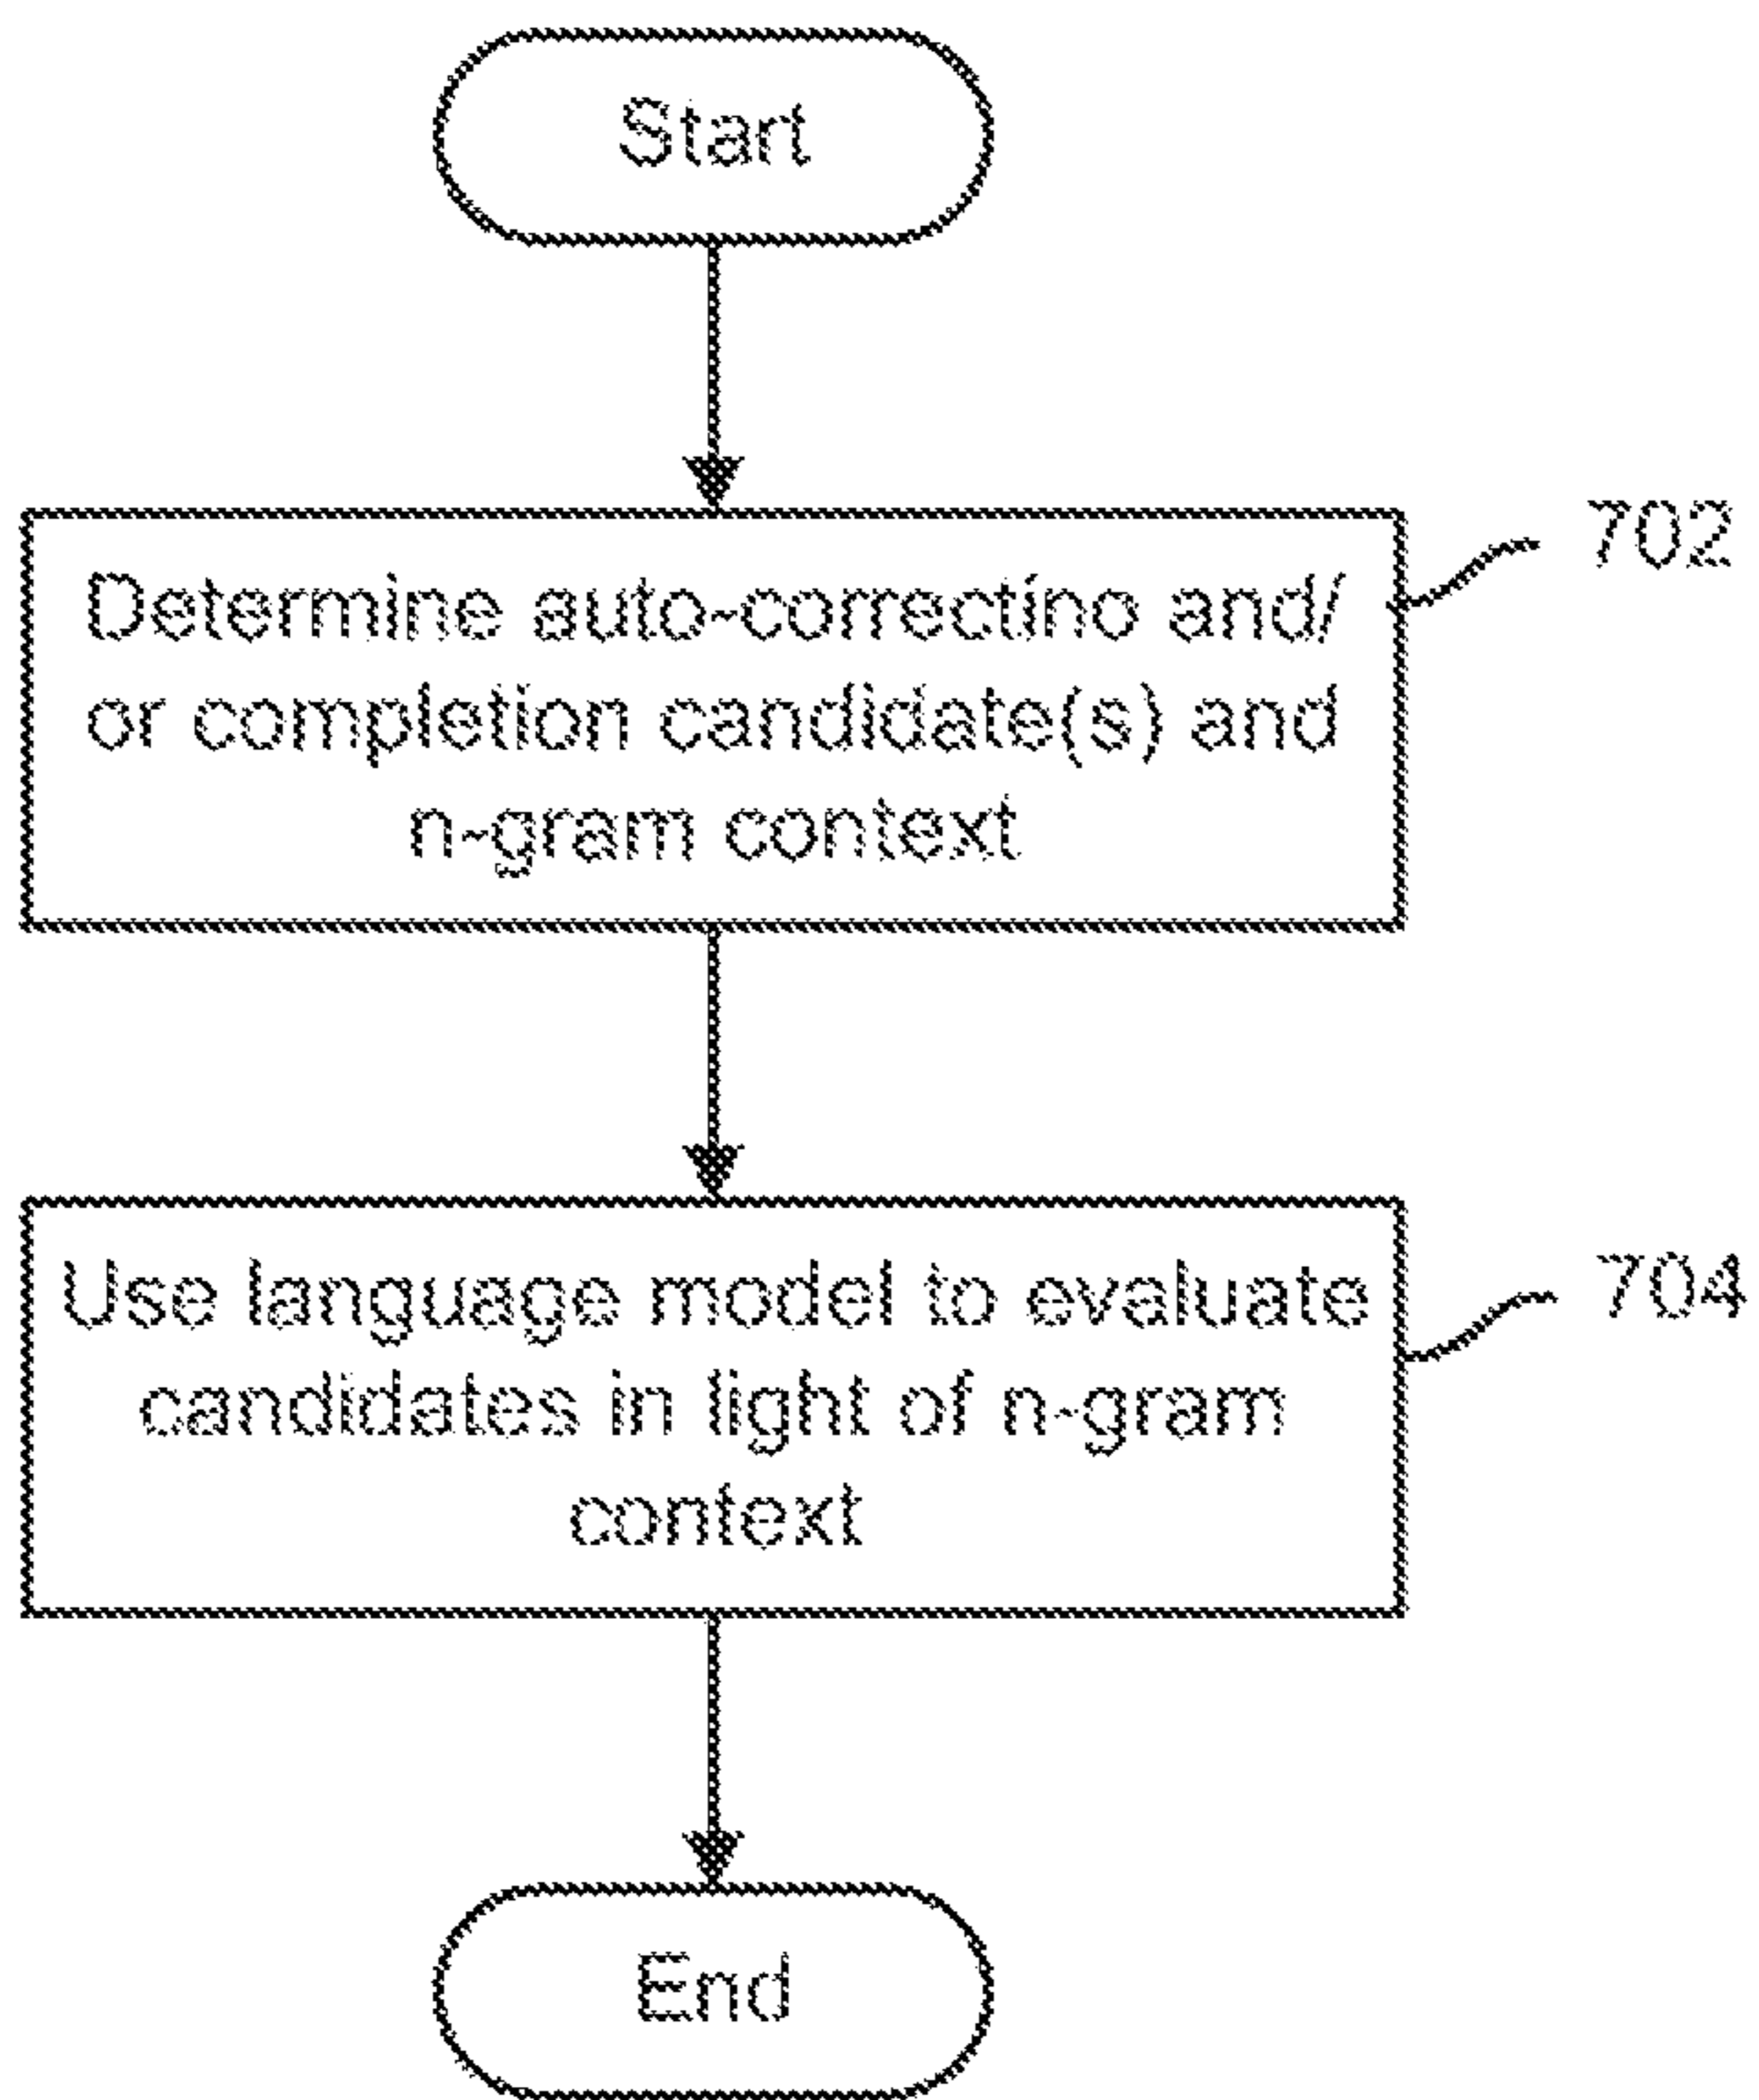 Start
702
Determine auto-correctino and/
or completion candidate(s) and
n-gram context
704
Use language model to evaluate
candidates in light of n-gram
context
End